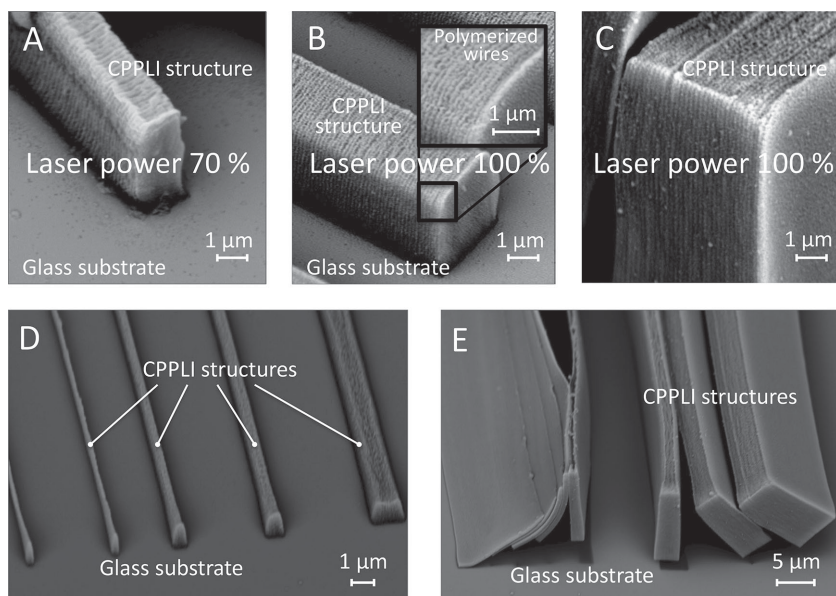 A
CPPLI structure
Laser power 70 %
1 µm
Glass substrate
B
Polymerized
wires
1 µm
CPPLI
structure
Laser power 100 %
1 µm
Glass substrate
C
CPPLI structure
Laser power 100 %
1 µm
D
CPPLI structures
Glass substrate
1 µm
E
CPPLI structures
Glass substrate
5 µm